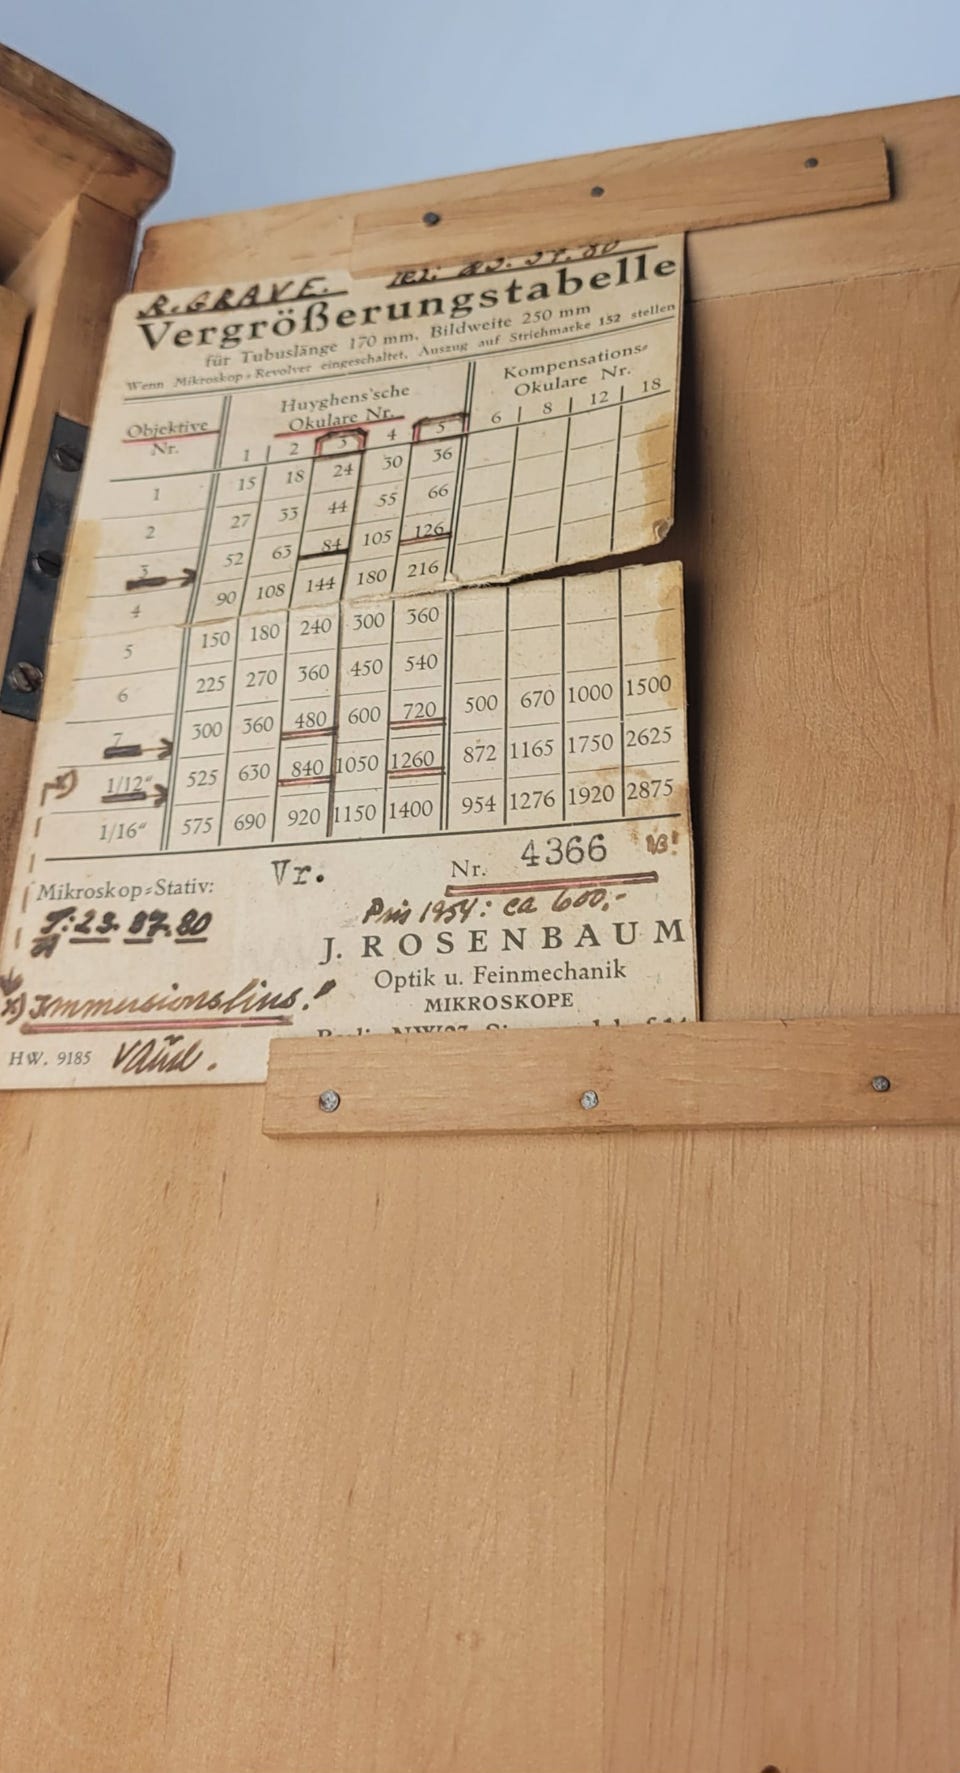 R. GRAVE.
Vergrößerungstabelle
für Tubuslänge 170 mm, Bildweite 250 mm
Wenn Mikroskop-Revolver eingeschaltet, Auszug auf Strichmarke 152 stellen
Objektive Nr. Huyghens'sche Okulare Nr. Kompensations-Okulare Nr.
1 2 3 4 5 6 8 12 18
1 15 18 24 30 36
2 27 33 44 55 66
3 52 63 84 105 126
4 90 108 144 180 216
5 150 180 240 300 360
6 225 270 360 450 540
7 300 360 480 600 720 500 670 1000 1500
x) 1/12" 525 630 840 1050 1260 872 1165 1750 2625
1/16" 575 690 920 1150 1400 954 1276 1920 2875
Mikroskop-Stativ: Vr. Nr. 4366
T: 23. 37. 80
Pris 1954: ca 600,-
J. ROSENBAUM
Optik u. Feinmechanik
MIKROSKOPE
x) Immersionslins!
HW. 9185